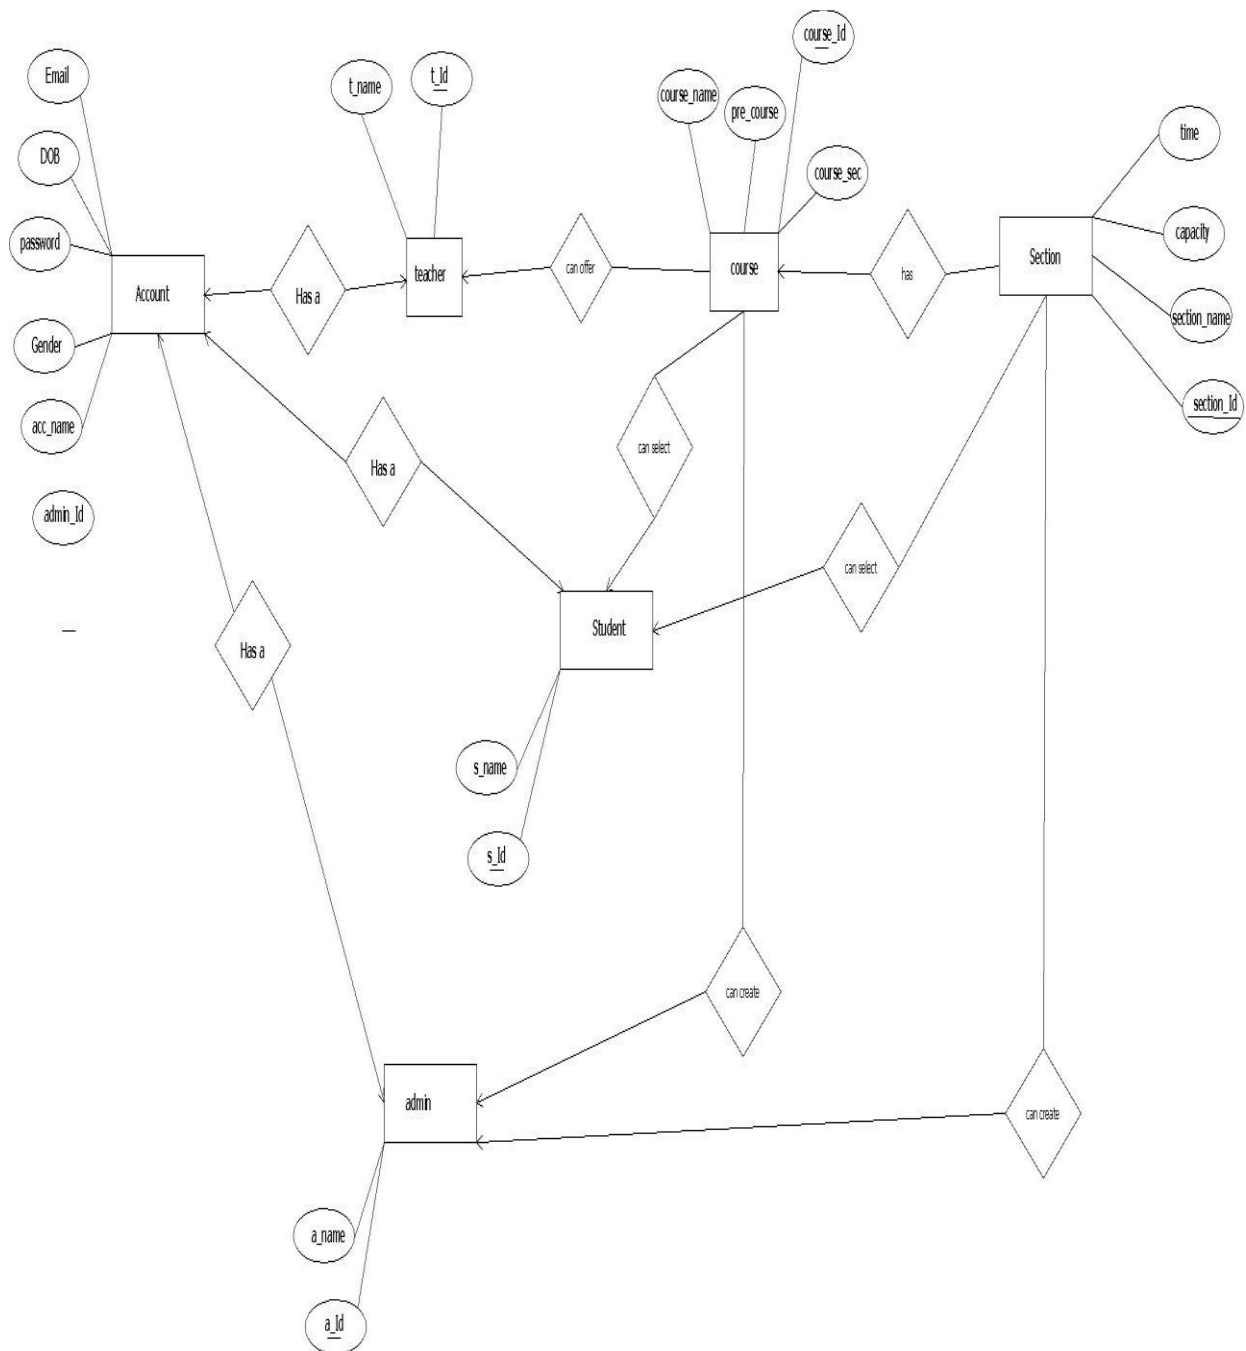 course_Id
Email
t_name
t_Id
course_name
pre_course
time
DOB
course_sec
password
capacity
Account
Has a
teacher
can offer
course
has
Section
section_name
Gender
section_Id
acc_name
Has a
can select
admin_Id
can select
Student
Has a
s_name
s_Id
can create
admin
can create
a_name
a_Id